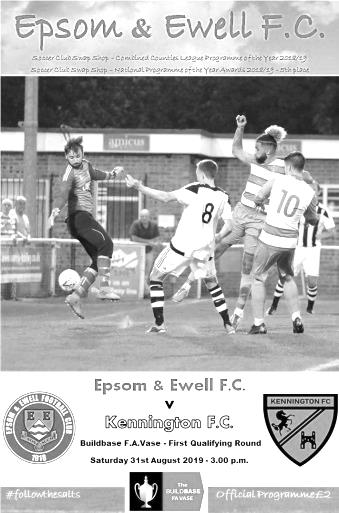 Epsom & Ewell F.C.
Soccer Club Swap Shop - Combined Counties League Programme of the Year 2018/19
Soccer Club Swap Shop - National Programme of the Year Awards 2018/19 - 5th place
amicus
8
10
Epsom & Ewell F.C.
v
Kennington F.C.
Buildbase F.A.Vase - First Qualifying Round
Saturday 31st August 2019 - 3.00 p.m.
EPSOM & EWELL FOOTBALL CLUB
E E
1918
KENNINGTON FC
#followthesalts
The
BUILDBASE
FA VASE
Official Programme £2